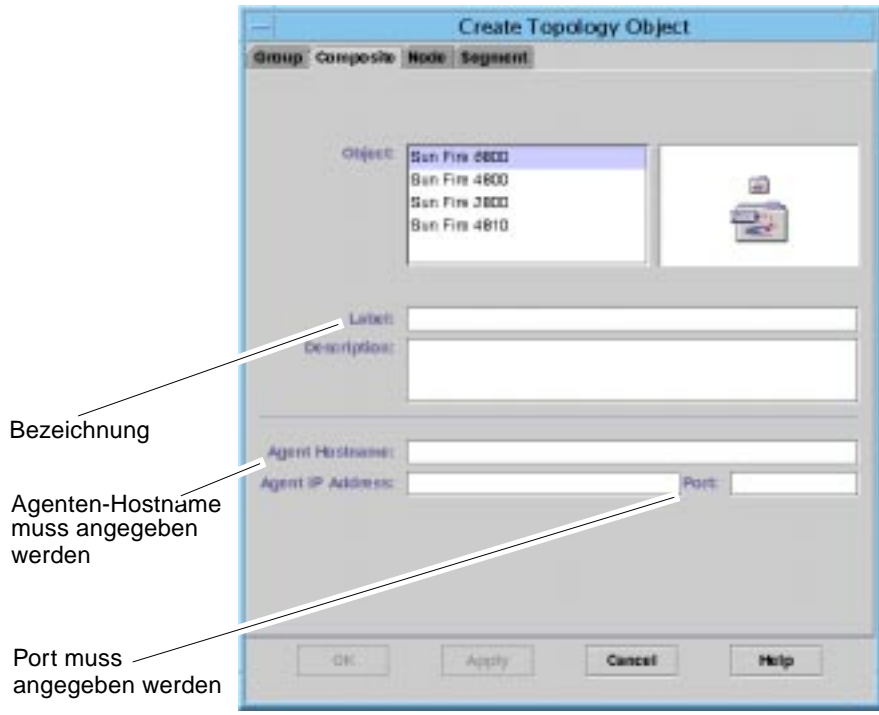 Create Topology Object
Group Composite Node Segment
Object:
Sun Fire 6800
Sun Fire 4800
Sun Fire 3800
Sun Fire 4810
Label:
Description:
Bezeichnung
Agent Hostname:
Agent IP Address:
Port:
Agenten-Hostname
muss angegeben
werden
Port muss
angegeben werden
OK
Apply
Cancel
Help